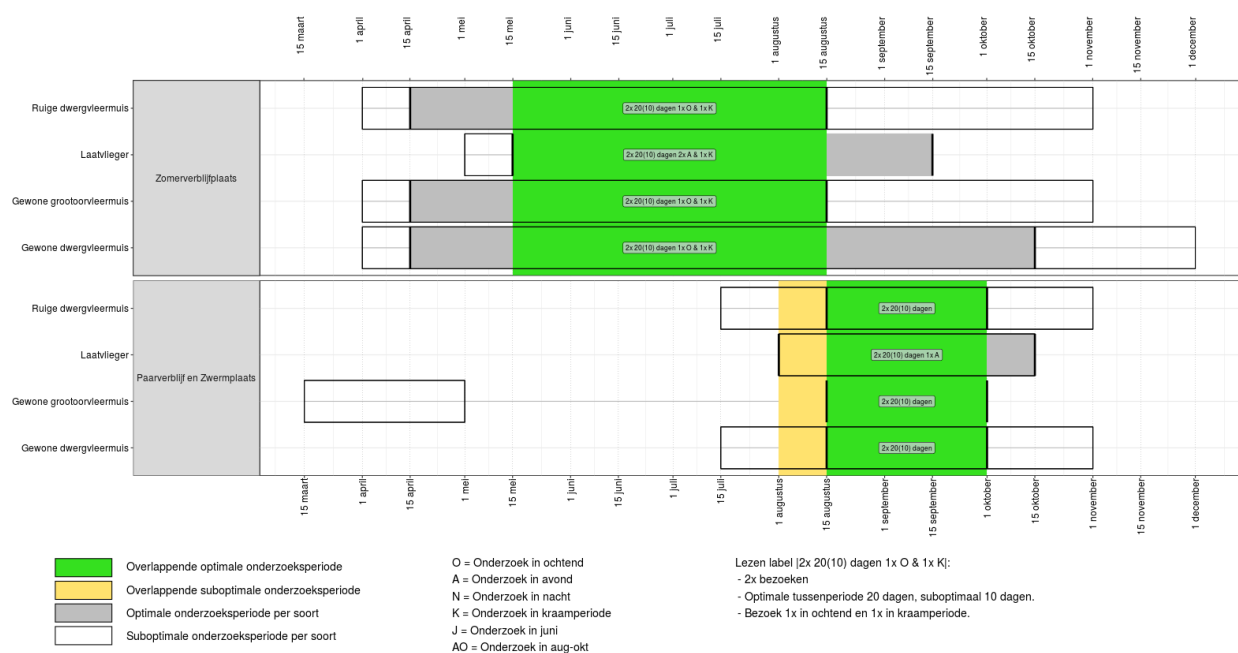 15 maart
1 april
15 april
1 mei
15 mei
1 juni
15 juni
1 juli
15 juli
1 augustus
15 augustus
1 september
15 september
1 oktober
15 oktober
1 november
15 november
1 december
Zomerverblijfplaats
Ruige dwergvleermuis
2x 20(10) dagen 1x O & 1x K
Laatvlieger
2x 20(10) dagen 2x A & 1x K
Gewone grootoorvleermuis
2x 20(10) dagen 1x O & 1x K
Gewone dwergvleermuis
2x 20(10) dagen 1x O & 1x K
Paarverblijf en Zwermplaats
Ruige dwergvleermuis
2x 20(10) dagen
Laatvlieger
2x 20(10) dagen 1x A
Gewone grootoorvleermuis
2x 20(10) dagen
Gewone dwergvleermuis
2x 20(10) dagen
15 maart
1 april
15 april
1 mei
15 mei
1 juni
15 juni
1 juli
15 juli
1 augustus
15 augustus
1 september
15 september
1 oktober
15 oktober
1 november
15 november
1 december
Overlappende optimale onderzoeksperiode
Overlappende suboptimale onderzoeksperiode
Optimale onderzoeksperiode per soort
Suboptimale onderzoeksperiode per soort
O = Onderzoek in ochtend
A = Onderzoek in avond
N = Onderzoek in nacht
K = Onderzoek in kraamperiode
J = Onderzoek in juni
AO = Onderzoek in aug-okt
Lezen label |2x 20(10) dagen 1x O & 1x K|:
- 2x bezoeken
- Optimale tussenperiode 20 dagen, suboptimaal 10 dagen.
- Bezoek 1x in ochtend en 1x in kraamperiode.